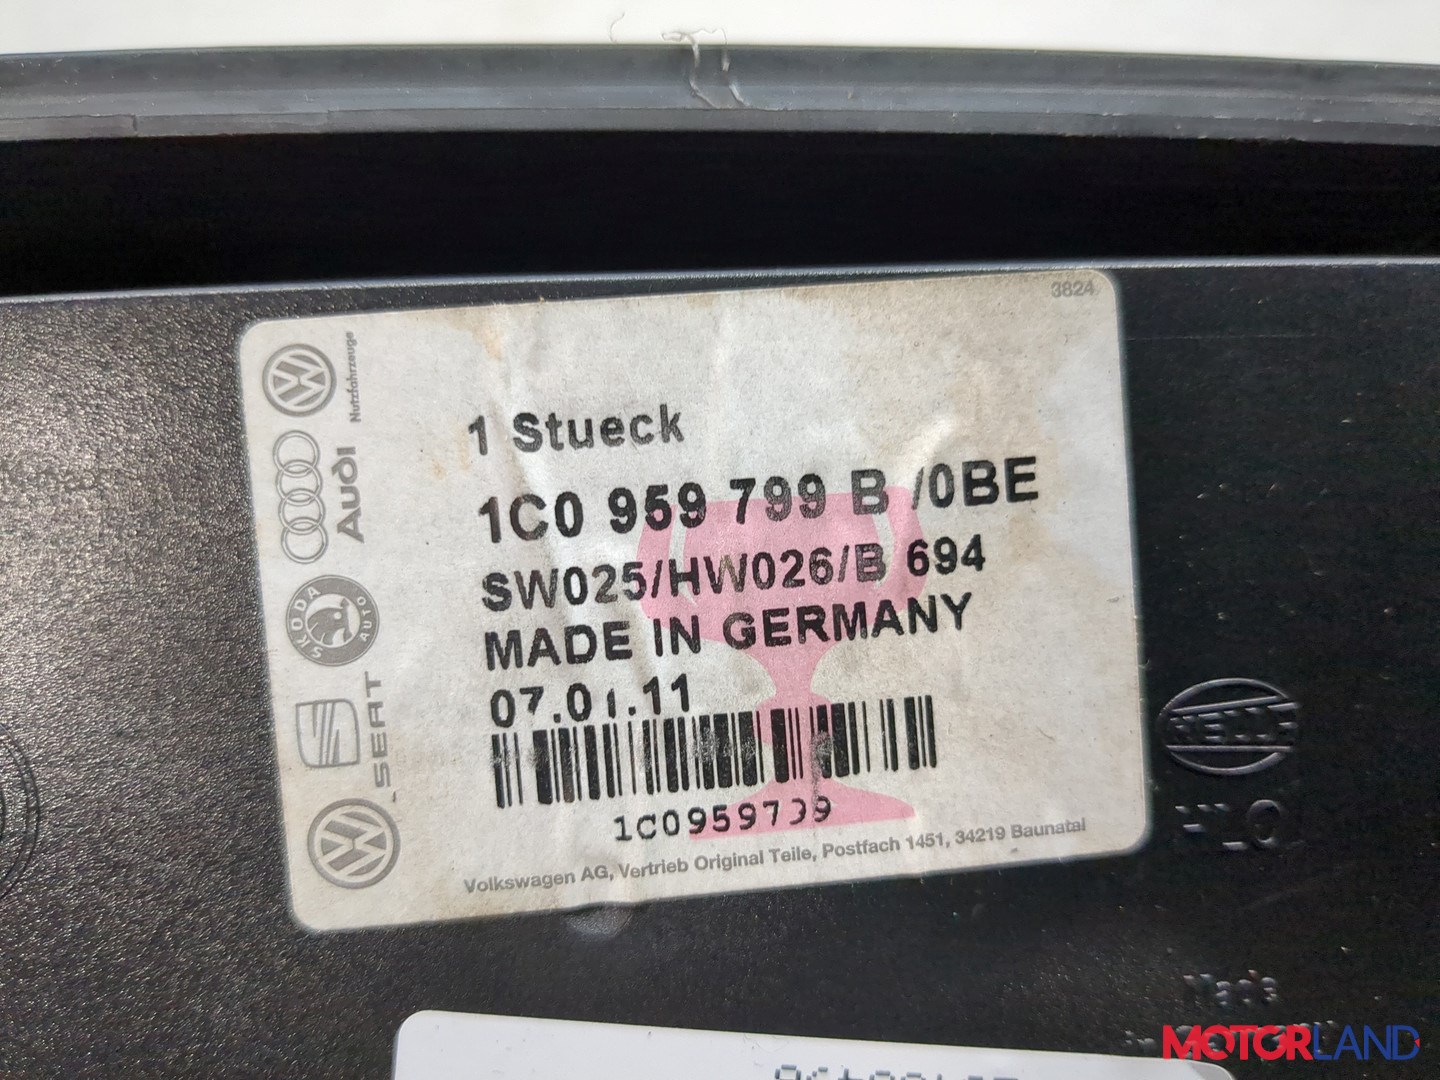 3824
Nutzfahrzeuge
Audi
SKODA
AUTO
SEAT
1 Stueck
1C0 959 799 B /0BE
SW025/HW026/B 694
MADE IN GERMANY
07.01.11
1C0959799
Volkswagen AG, Vertrieb Original Teile, Postfach 1451, 34219 Baunatal
HELLA
Made
MOTORLAND